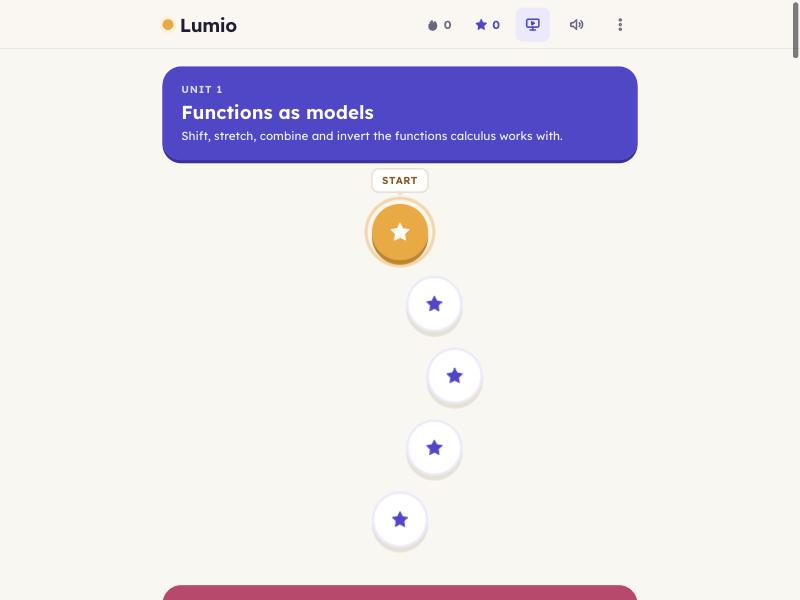 Lumio
0
0
UNIT 1
Functions as models
Shift, stretch, combine and invert the functions calculus works with.
START